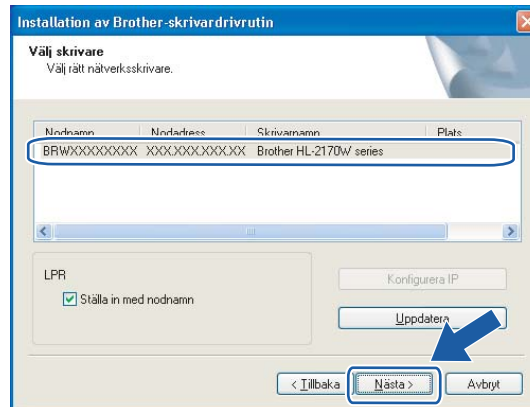 Installation av Brother-skrivardrivrutin
Välj skrivare
Välj rätt nätverksskrivare.
Nodnamn Nodadress Skrivarnamn Plats
BRWXXXXXXXX XXX.XXX.XXX.XX Brother HL-2170W series
LPR
Ställa in med nodnamn
Konfigurera IP
Uppdatera
< Tillbaka Nästa > Avbryt